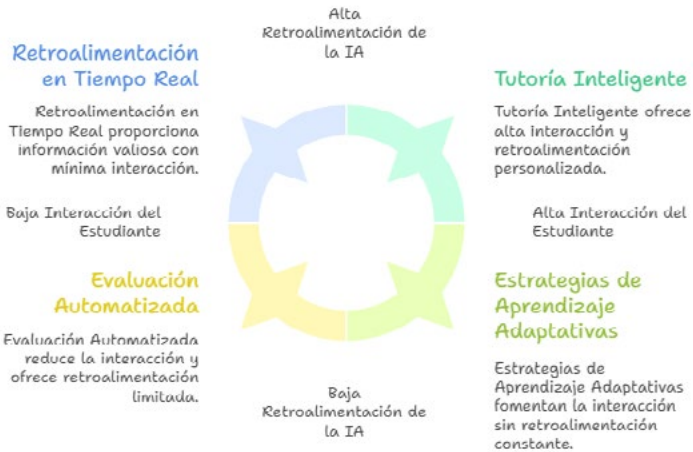 Alta
Retroalimentación de
la IA
Retroalimentación
en Tiempo Real
Retroalimentación en
Tiempo Real proporciona
información valiosa con
mínima interacción.
Tutoría Inteligente
Tutoría Inteligente ofrece
alta interacción y
retroalimentación
personalizada.
Baja Interacción del
Estudiante
Alta Interacción del
Estudiante
Evaluación
Automatizada
Evaluación Automatizada
reduce la interacción y
ofrece retroalimentación
limitada.
Estrategias de
Aprendizaje
Adaptativas
Estrategias de
Aprendizaje Adaptativas
fomentan la interacción
sin retroalimentación
constante.
Baja
Retroalimentación de
la IA